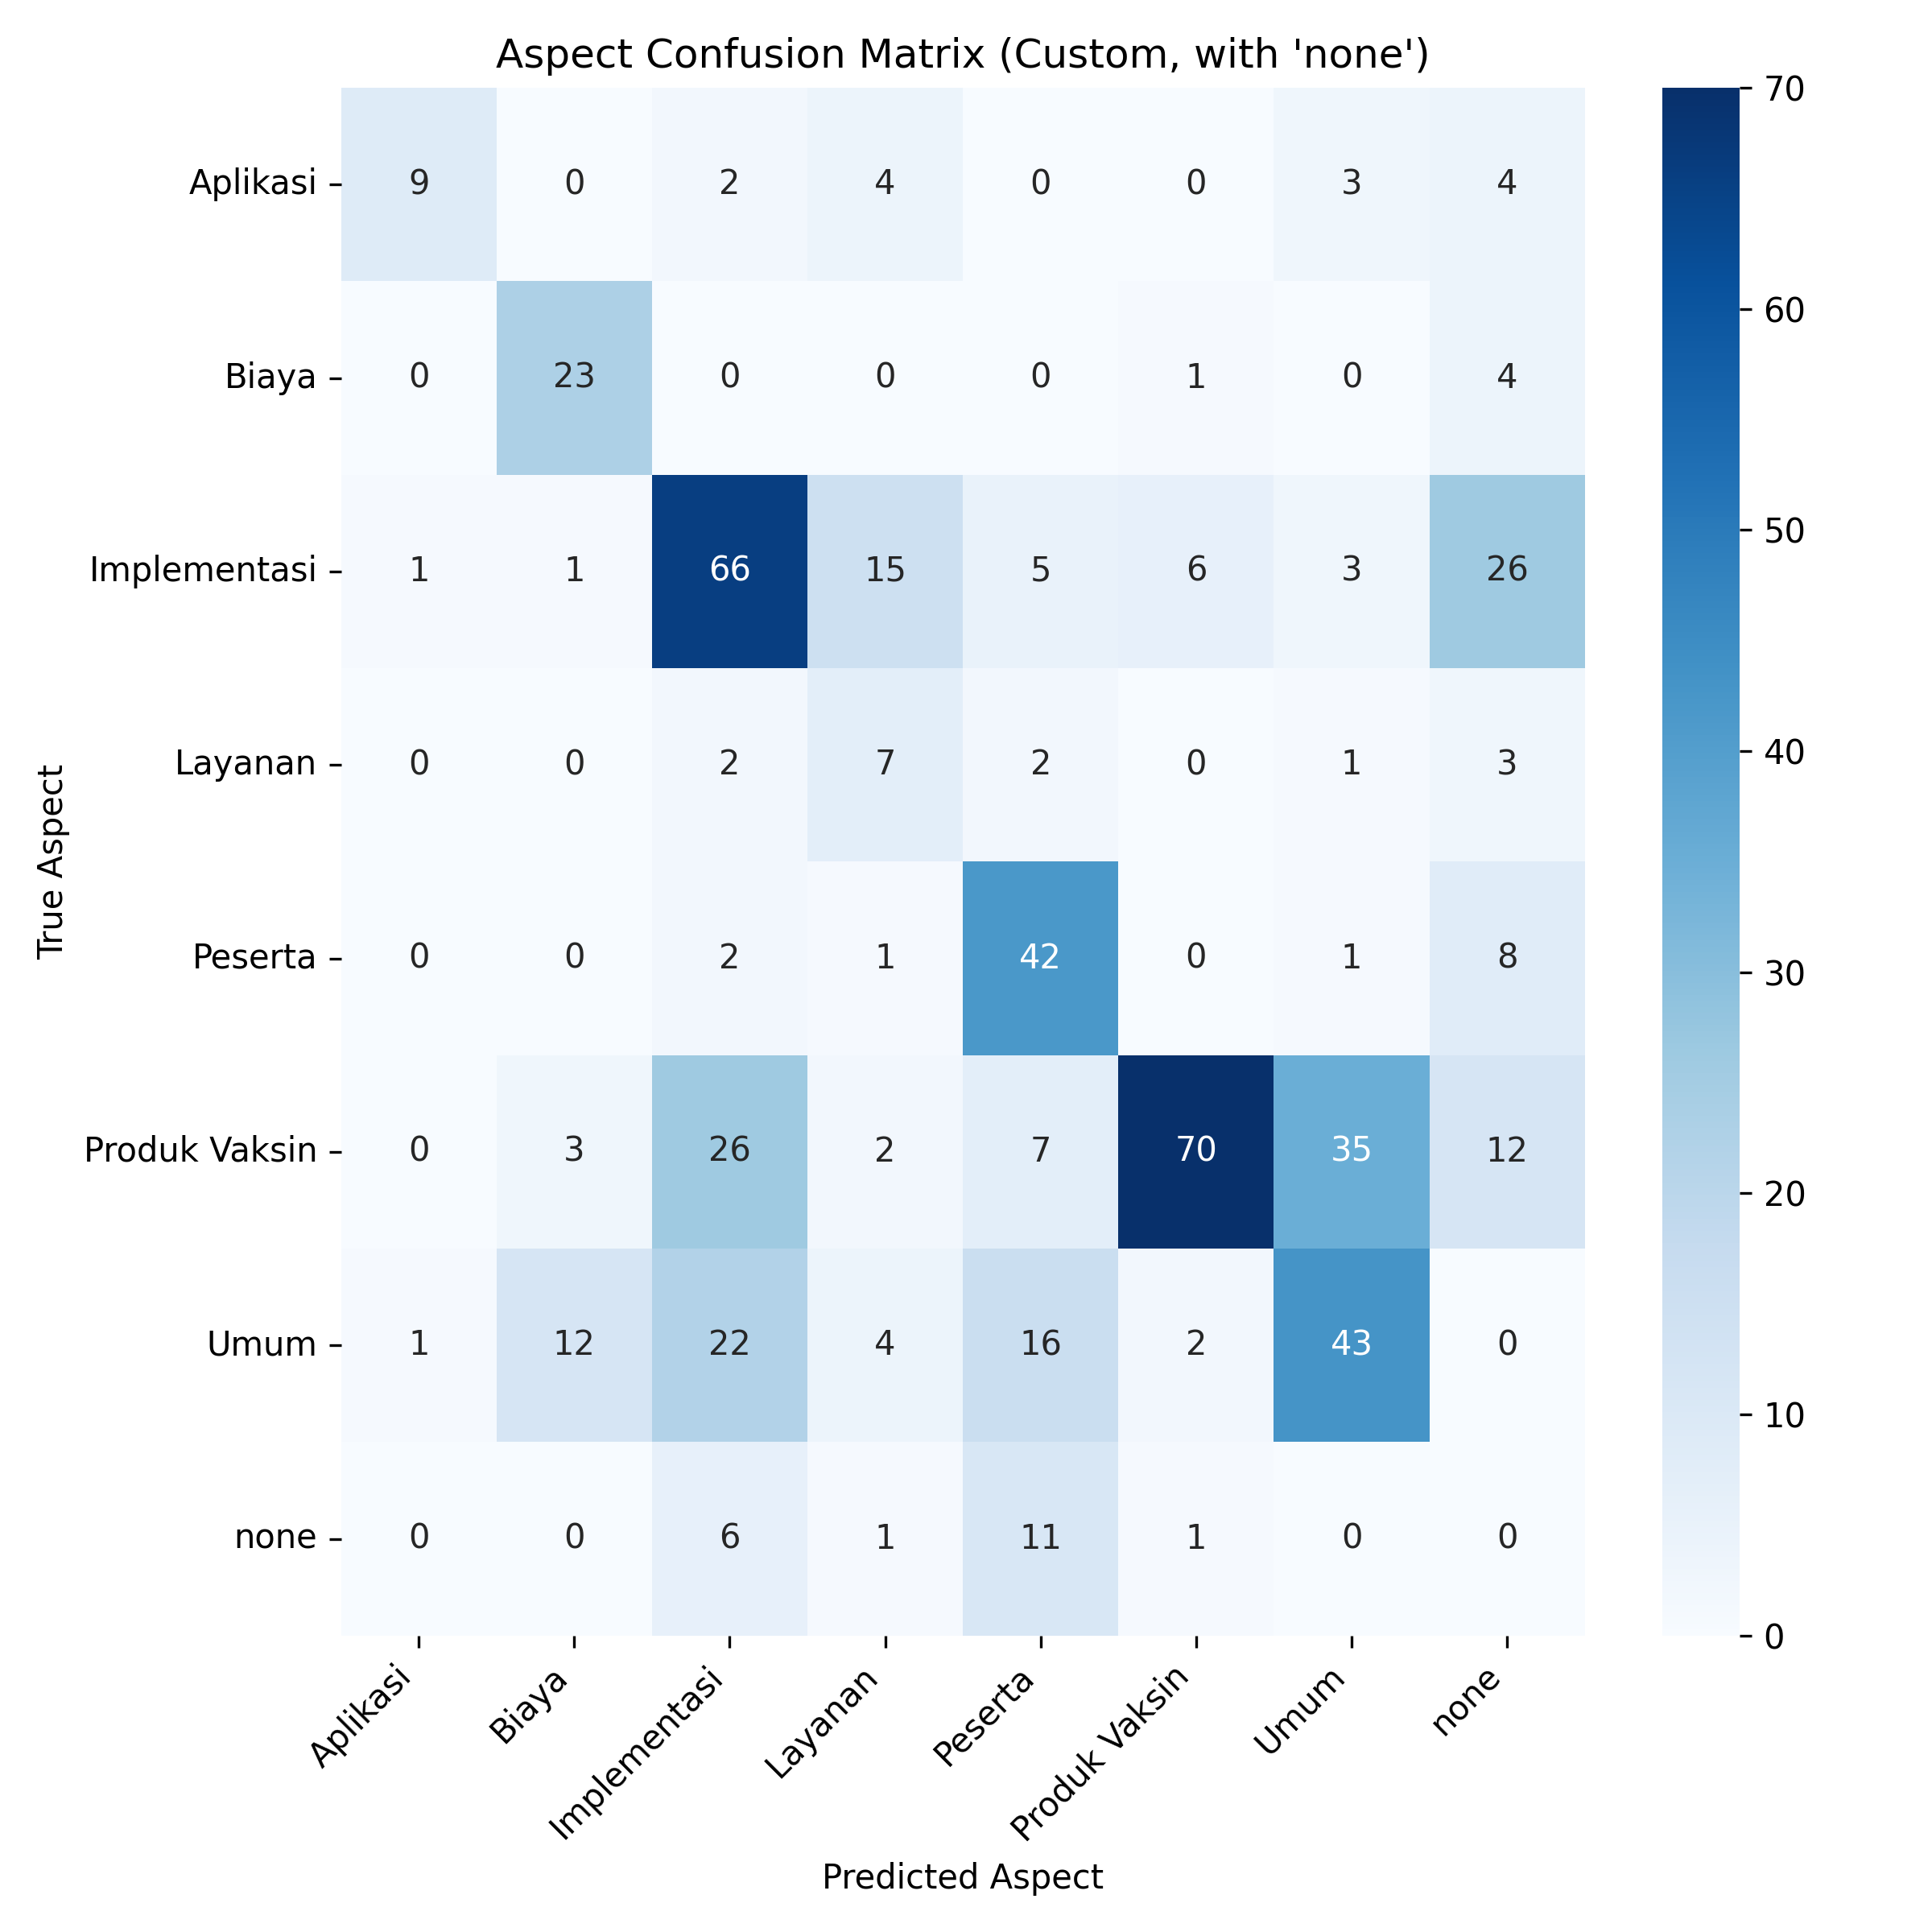 Aspect Confusion Matrix (Custom, with 'none')
Aplikasi 9 0 2 4 0 0 3 4
Biaya 0 23 0 0 0 1 0 4
Implementasi 1 1 66 15 5 6 3 26
Layanan 0 0 2 7 2 0 1 3
Peserta 0 0 2 1 42 0 1 8
Produk Vaksin 0 3 26 2 7 70 35 12
Umum 1 12 22 4 16 2 43 0
none 0 0 6 1 11 1 0 0
True Aspect
Aplikasi Biaya Implementasi Layanan Peserta Produk Vaksin Umum none
Predicted Aspect
70
60
50
40
30
20
10
0